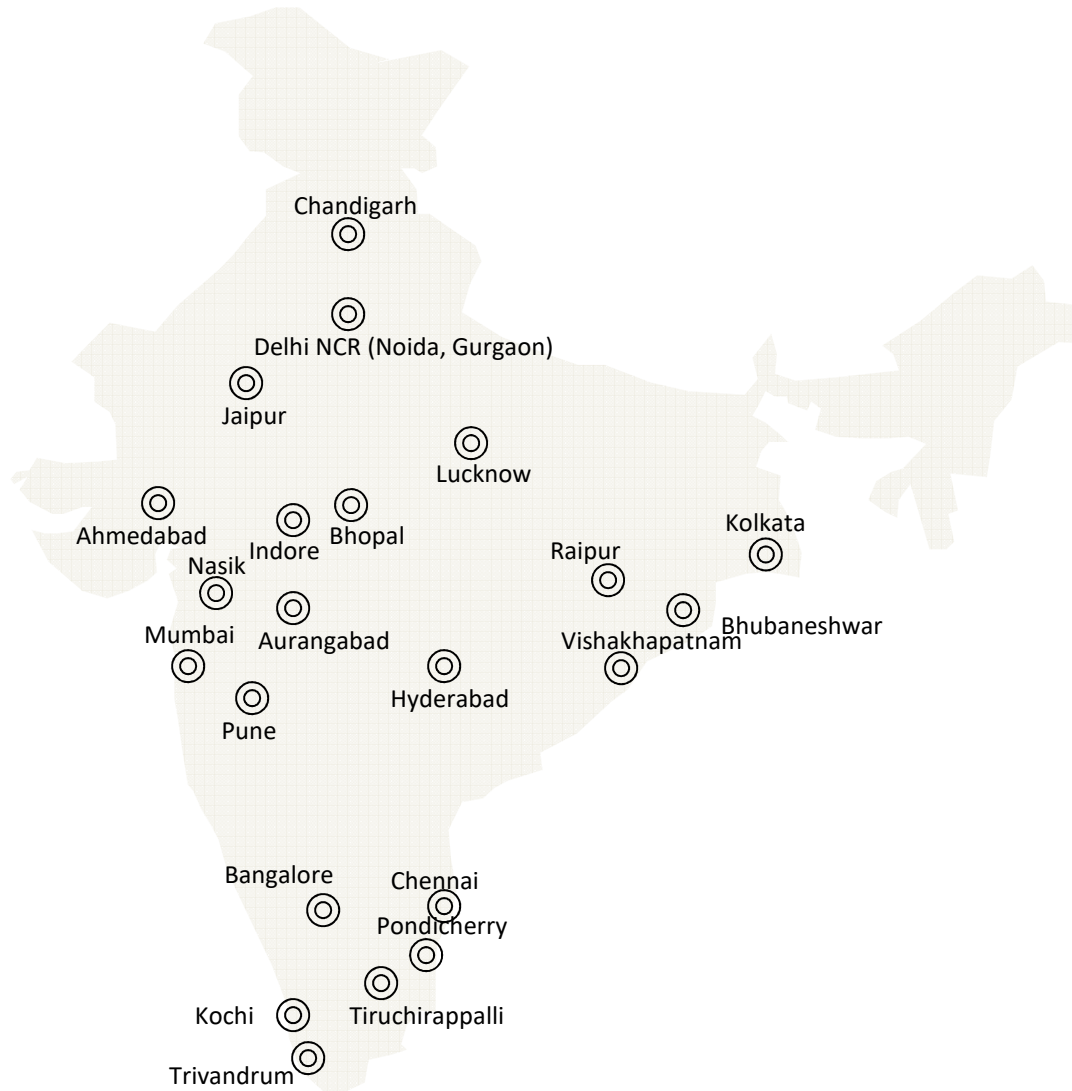 Chandigarh
Delhi NCR (Noida, Gurgaon)
Jaipur
Lucknow
Ahmedabad
Indore
Bhopal
Kolkata
Raipur
Nasik
Mumbai
Aurangabad
Bhubaneshwar
Vishakhapatnam
Hyderabad
Pune
Bangalore
Chennai
Pondicherry
Kochi
Tiruchirappalli
Trivandrum